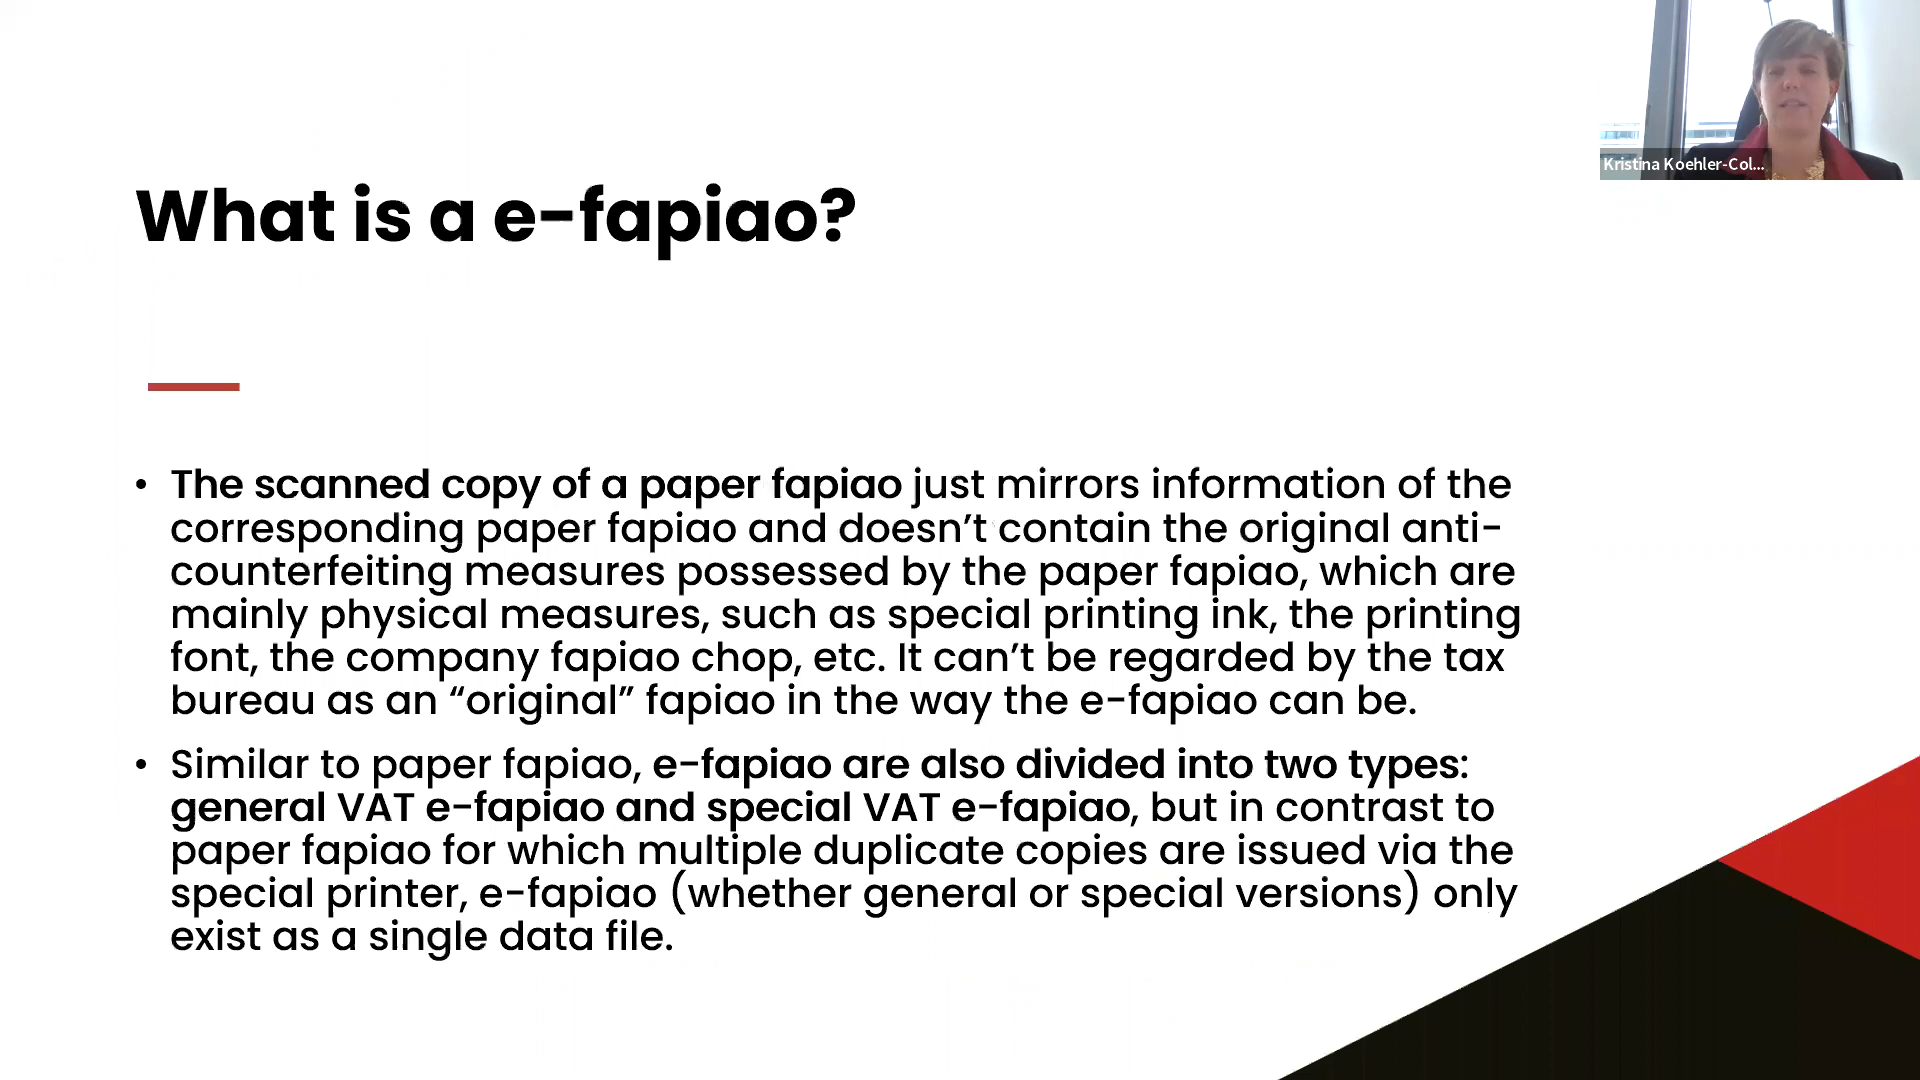 Kristina Koehler-Col...
What is a e-fapiao?
• The scanned copy of a paper fapiao just mirrors information of the
corresponding paper fapiao and doesn’t contain the original anti-
counterfeiting measures possessed by the paper fapiao, which are
mainly physical measures, such as special printing ink, the printing
font, the company fapiao chop, etc. It can’t be regarded by the tax
bureau as an “original” fapiao in the way the e-fapiao can be.
• Similar to paper fapiao, e-fapiao are also divided into two types:
general VAT e-fapiao and special VAT e-fapiao, but in contrast to
paper fapiao for which multiple duplicate copies are issued via the
special printer, e-fapiao (whether general or special versions) only
exist as a single data file.